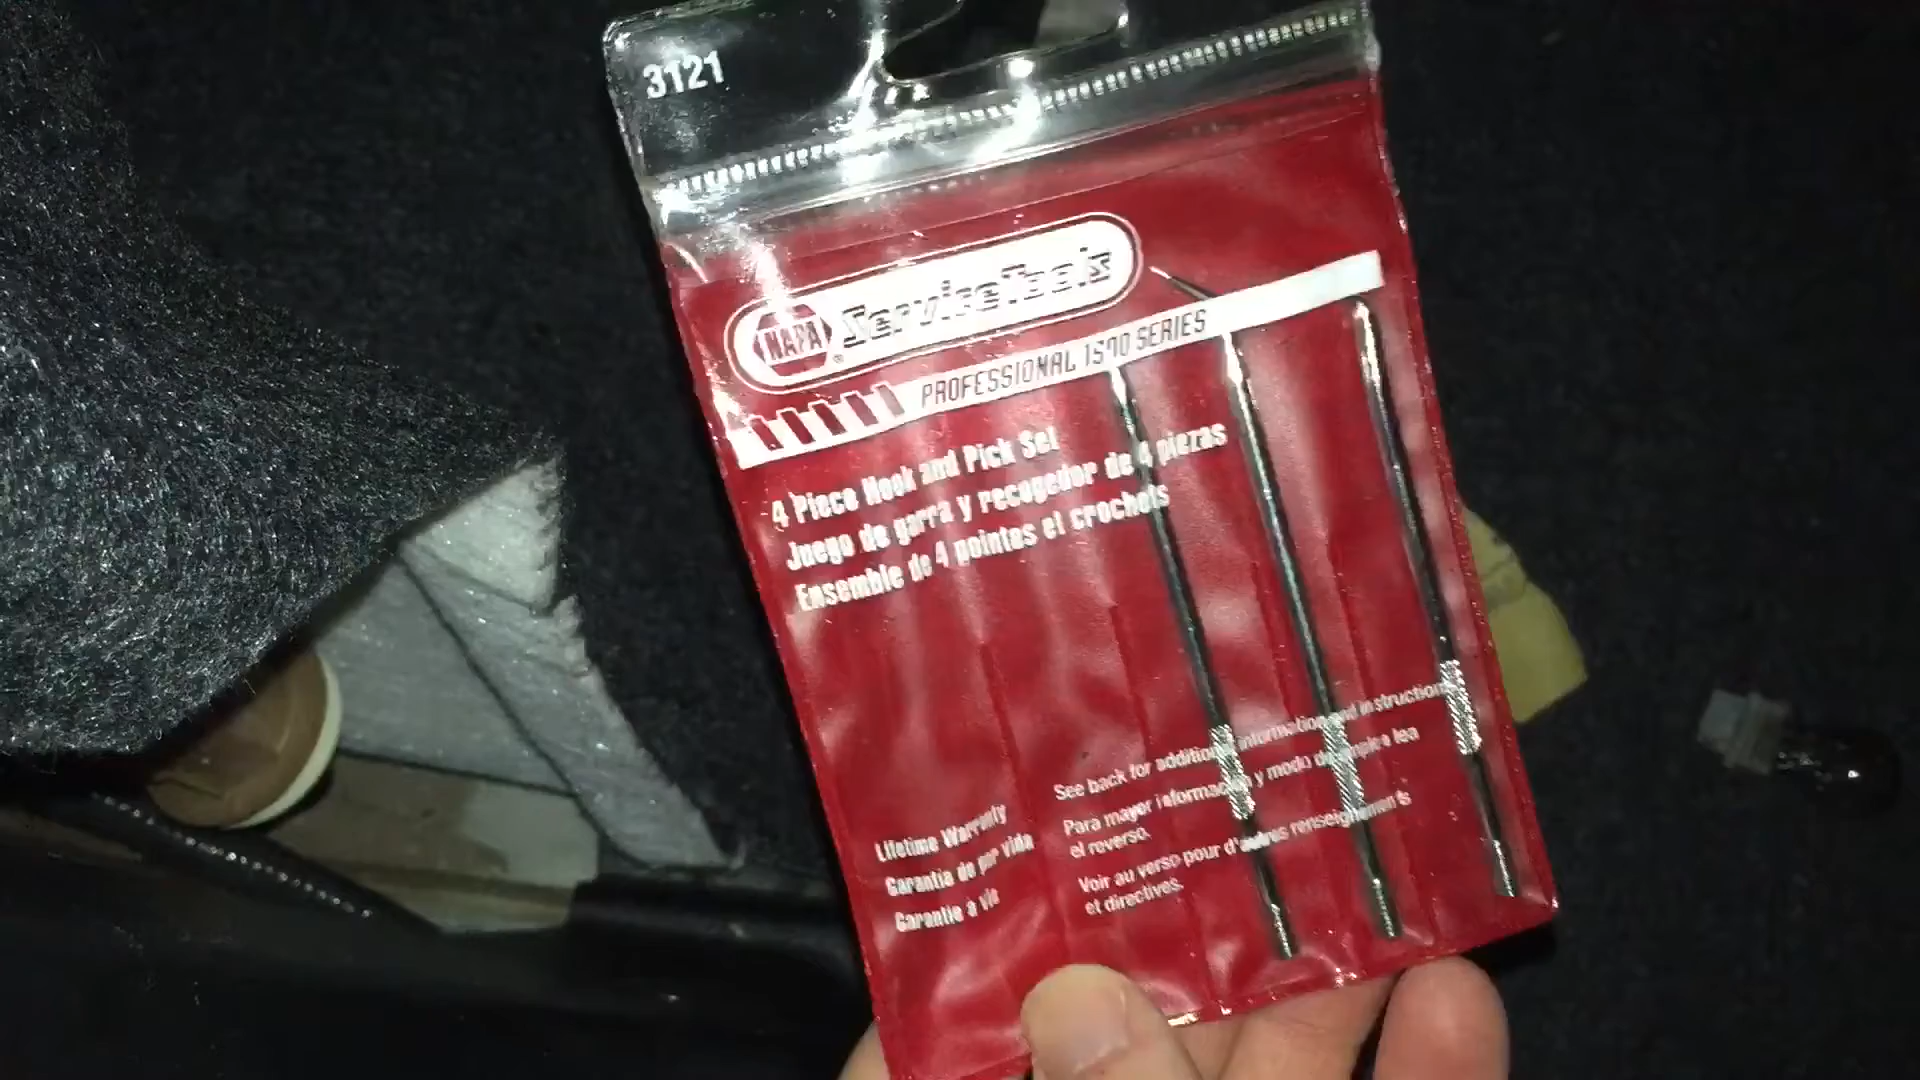 3121
NAPA ServiceTools
PROFESSIONAL 1500 SERIES
4 Piece Hook and Pick Set
Juego de garra y recogedor de 4 piezas
Ensemble de 4 pointes et crochets
Lifetime Warranty
Garantia de por vida
Garantie à vie
See back for additional information and instruction
Para mayor información y modo de empleo lea
el reverso.
Voir au verso pour d'autres renseignements
et directives.